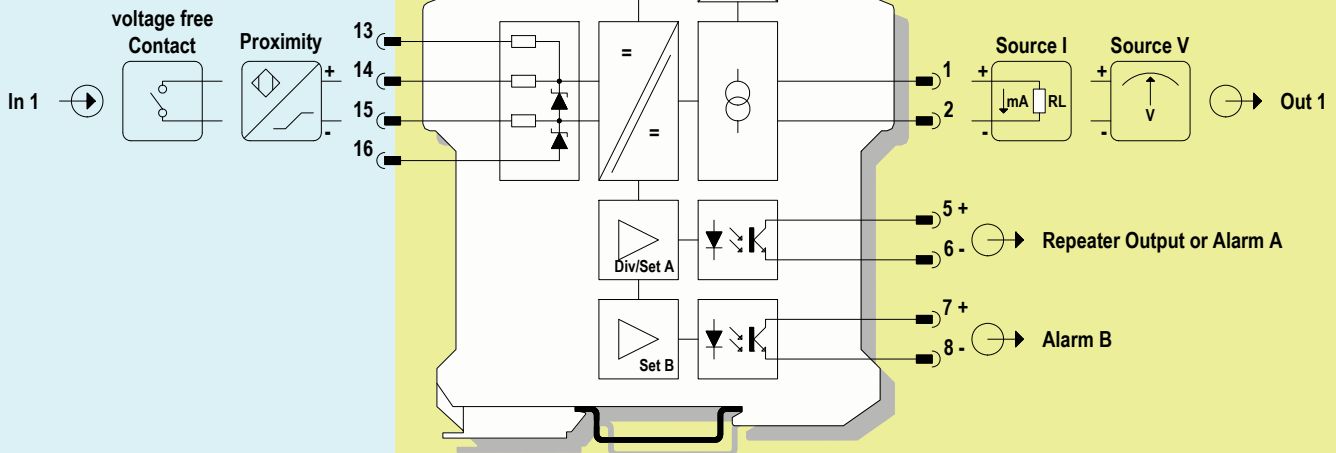 voltage free
Contact
Proximity
In 1
+
-
13
14
15
16
=
=
1
2
Source I
+
mA
RL
-
Source V
+
V
-
Out 1
Div/Set A
5 +
6 -
Repeater Output or Alarm A
Set B
7 +
8 -
Alarm B